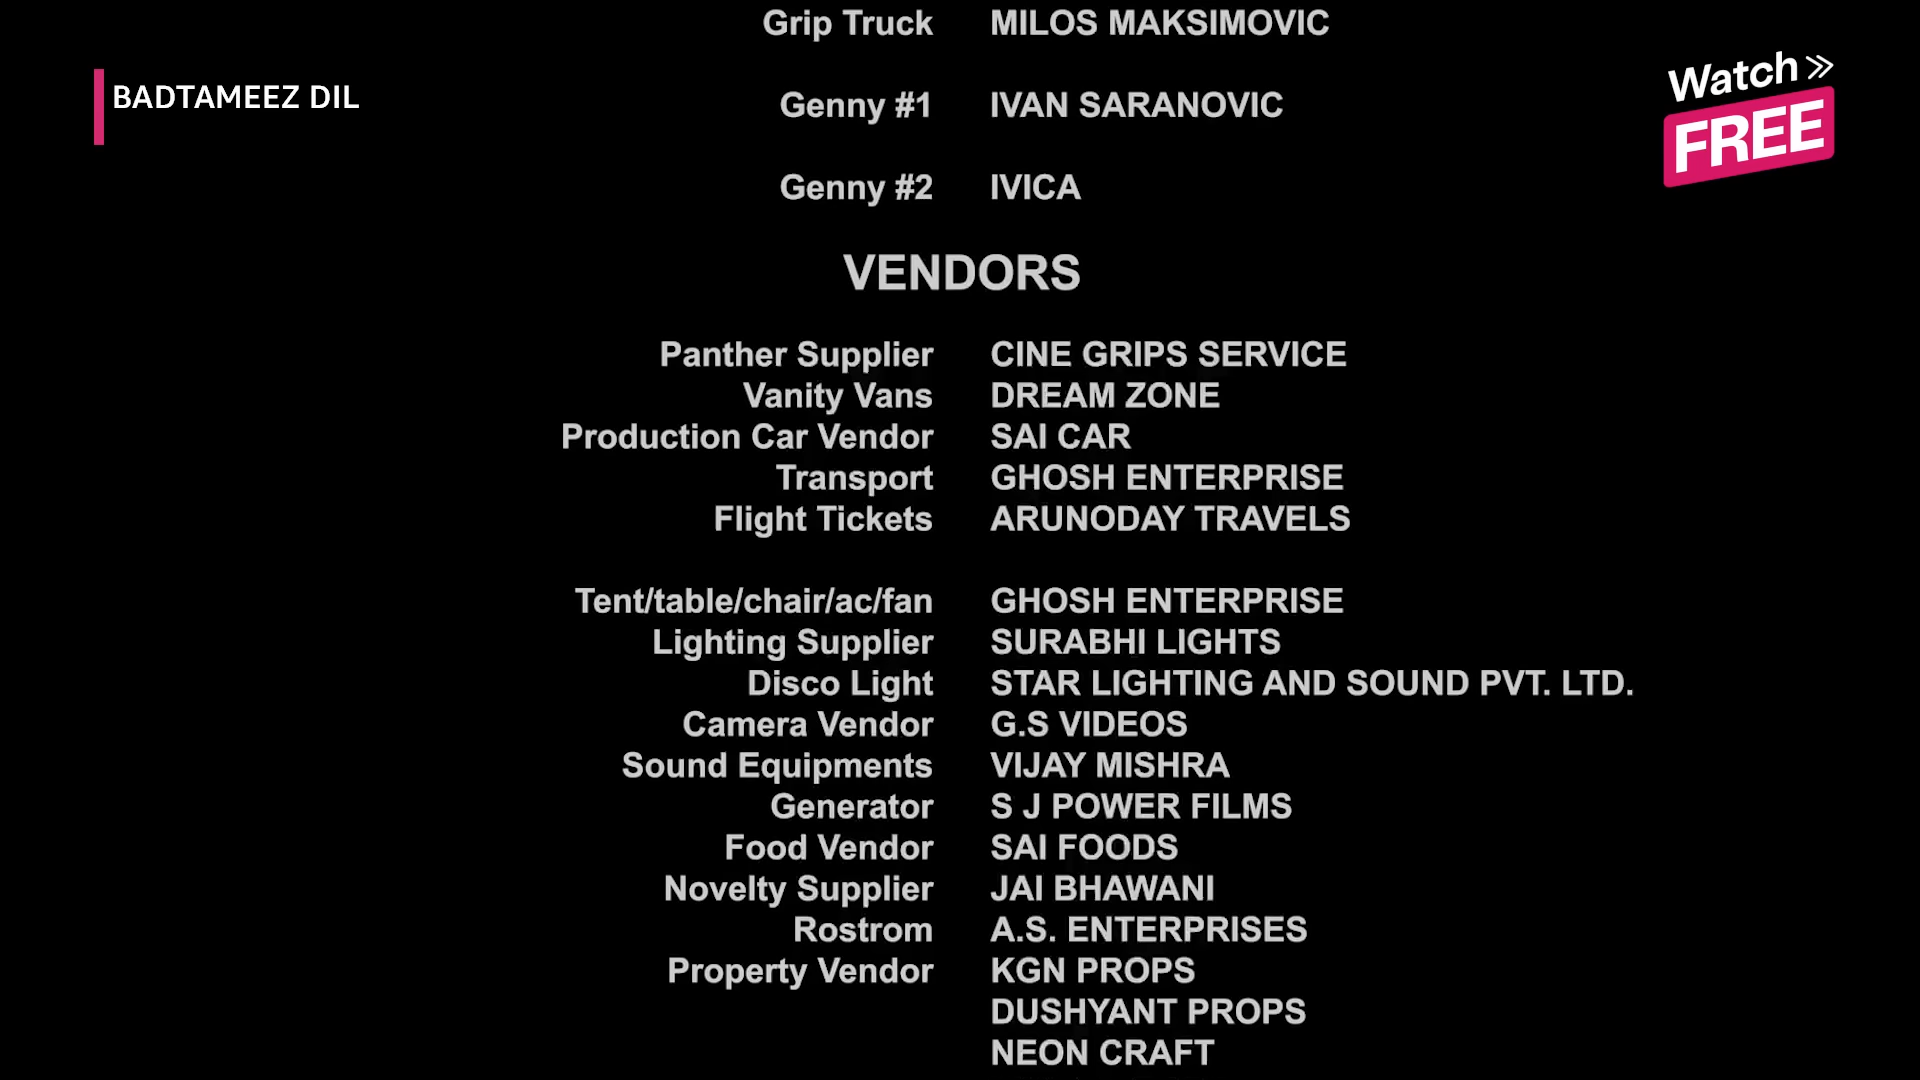 Grip Truck MILOS MAKSIMOVIC
BADTAMEEZ DIL
Watch
FREE
Genny #1 IVAN SARANOVIC
Genny #2 IVICA
VENDORS
Panther Supplier CINE GRIPS SERVICE
Vanity Vans DREAM ZONE
Production Car Vendor SAI CAR
Transport GHOSH ENTERPRISE
Flight Tickets ARUNODAY TRAVELS
Tent/table/chair/ac/fan GHOSH ENTERPRISE
Lighting Supplier SURABHI LIGHTS
Disco Light STAR LIGHTING AND SOUND PVT. LTD.
Camera Vendor G.S VIDEOS
Sound Equipments VIJAY MISHRA
Generator S J POWER FILMS
Food Vendor SAI FOODS
Novelty Supplier JAI BHAWANI
Rostrom A.S. ENTERPRISES
Property Vendor KGN PROPS
DUSHYANT PROPS
NEON CRAFT